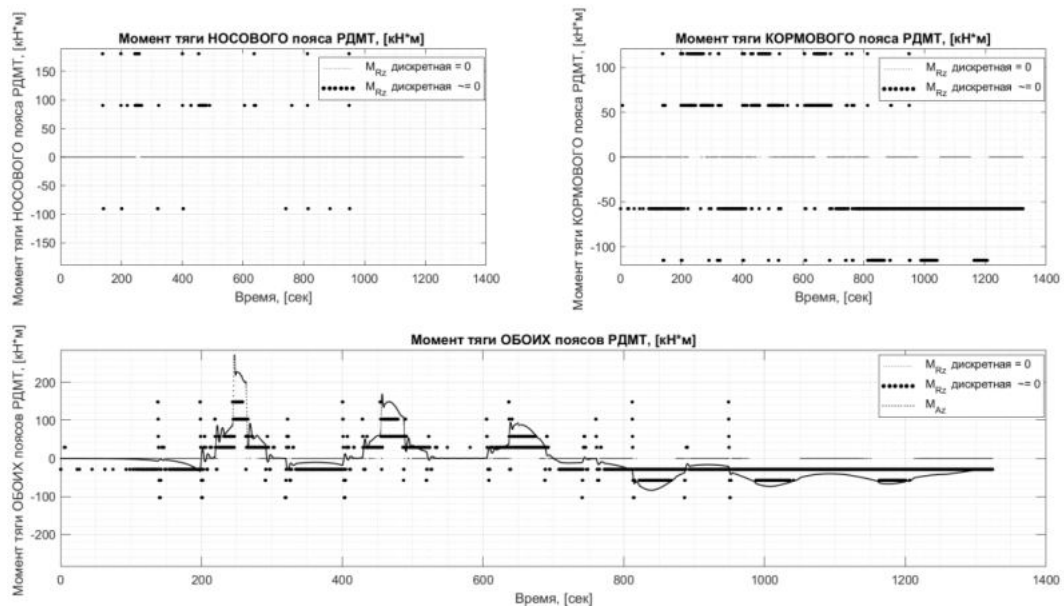 Момент тяги НОСОВОГО пояса РДМТ, [кН*м]
Момент тяги НОСОВОГО пояса РДМТ, [кН*м]
150
100
50
0
-50
-100
-150
0 200 400 600 800 1000 1200 1400
Время, [сек]
M_Rz дискретная = 0
M_Rz дискретная ~= 0
Момент тяги КОРМОВОГО пояса РДМТ, [кН*м]
Момент тяги КОРМОВОГО пояса РДМТ, [кН*м]
100
50
0
-50
-100
0 200 400 600 800 1000 1200 1400
Время, [сек]
M_Rz дискретная = 0
M_Rz дискретная ~= 0
Момент тяги ОБОИХ поясов РДМТ, [кН*м]
Момент тяги ОБОИХ поясов РДМТ, [кН*м]
200
100
0
-100
-200
0 200 400 600 800 1000 1200 1400
Время, [сек]
M_Rz дискретная = 0
M_Rz дискретная ~= 0
M_Az